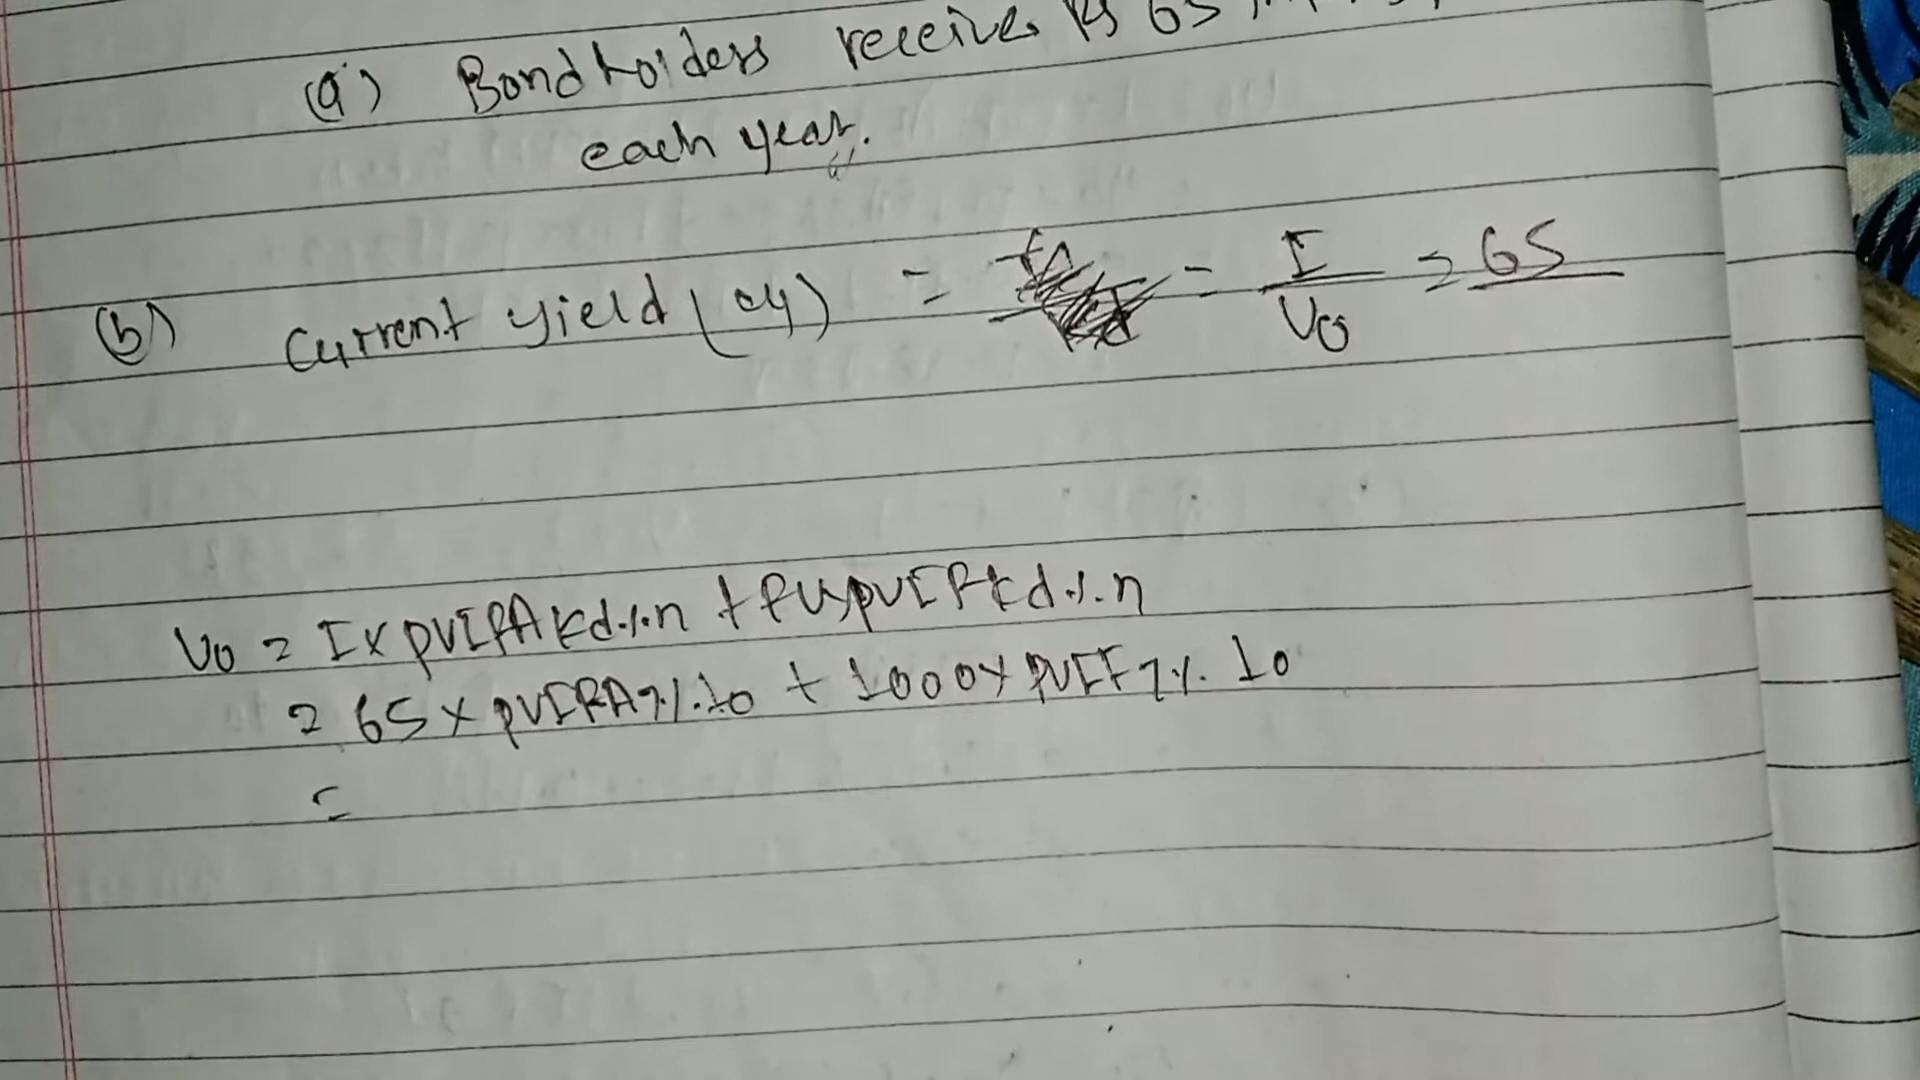 (a) Bondholders receive Rs 65
each year.
(b) Current yield (cy) = = I/V0 = 65
V0 = I x PVIFA kd%n + fv x PVIF kd%n
= 65 x PVIFA 7%.10 + 1000 x PVIF 7%. 10
=